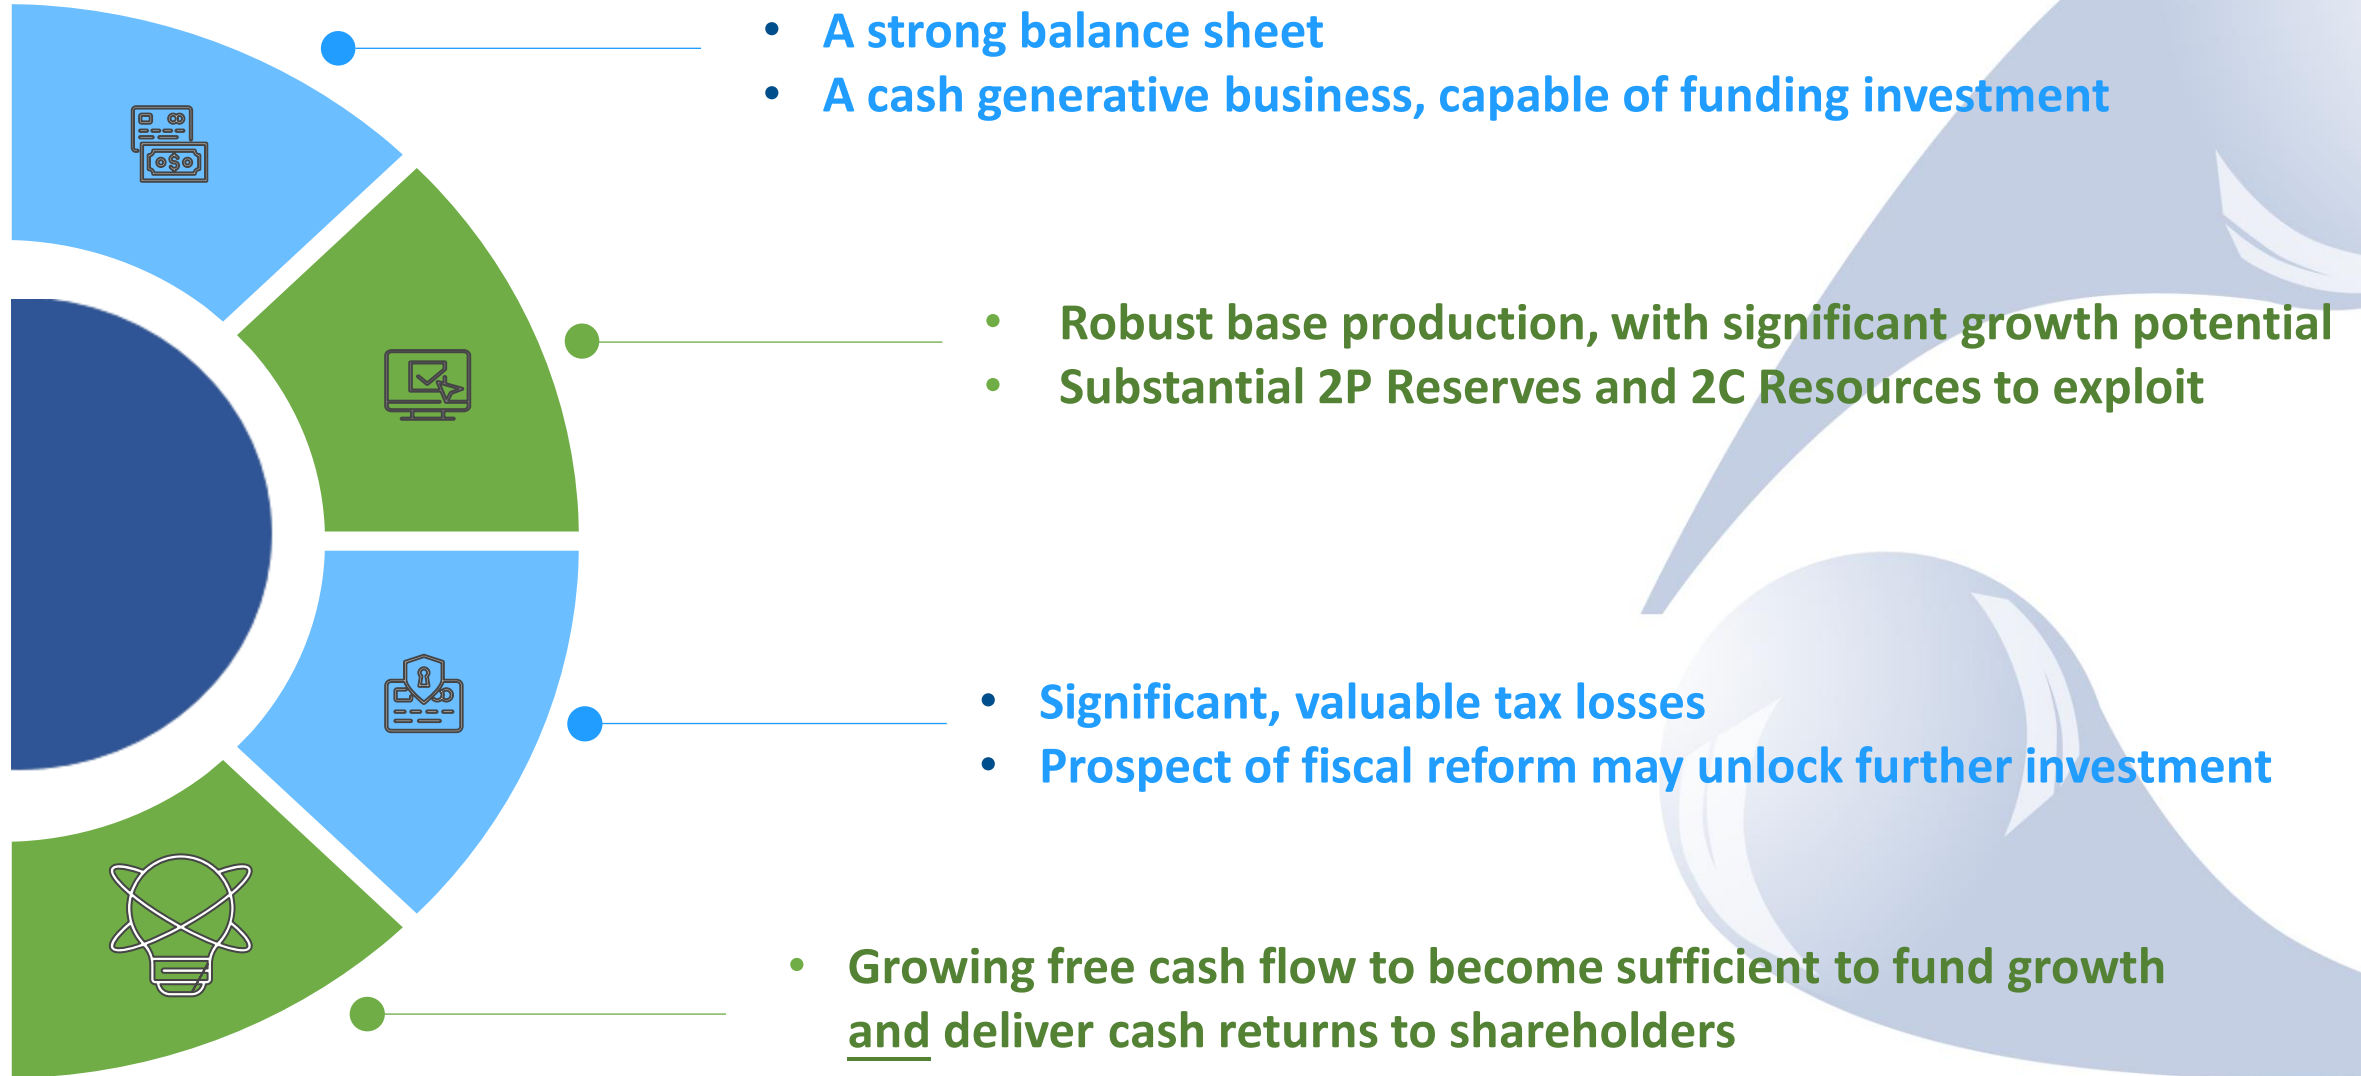 • A strong balance sheet
• A cash generative business, capable of funding investment
• Robust base production, with significant growth potential
• Substantial 2P Reserves and 2C Resources to exploit
• Significant, valuable tax losses
• Prospect of fiscal reform may unlock further investment
• Growing free cash flow to become sufficient to fund growth
and deliver cash returns to shareholders